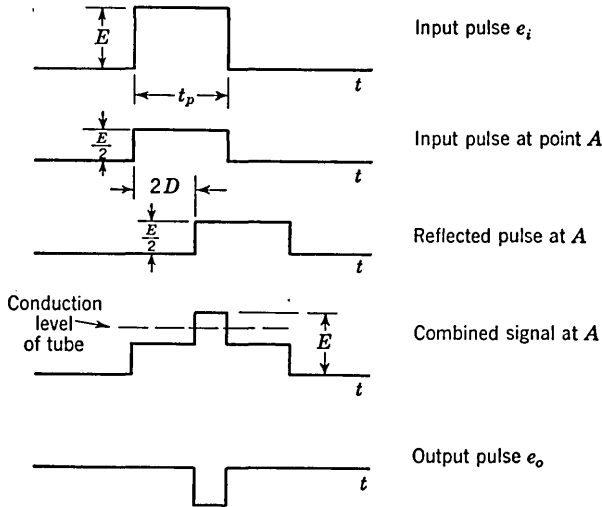 E
Input pulse e_i
t
t_p
E/2
Input pulse at point A
t
2 D
E/2
Reflected pulse at A
t
Conduction
level
of tube
E
Combined signal at A
t
Output pulse e_o
t